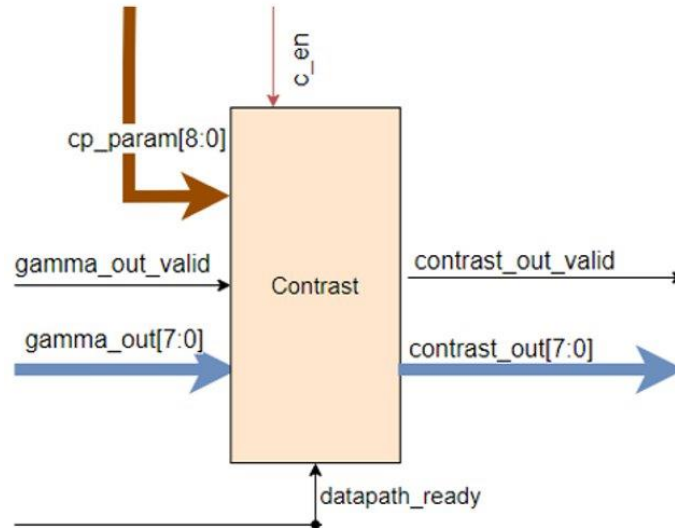 c_en
cp_param[8:0]
gamma_out_valid
contrast_out_valid
Contrast
gamma_out[7:0]
contrast_out[7:0]
datapath_ready